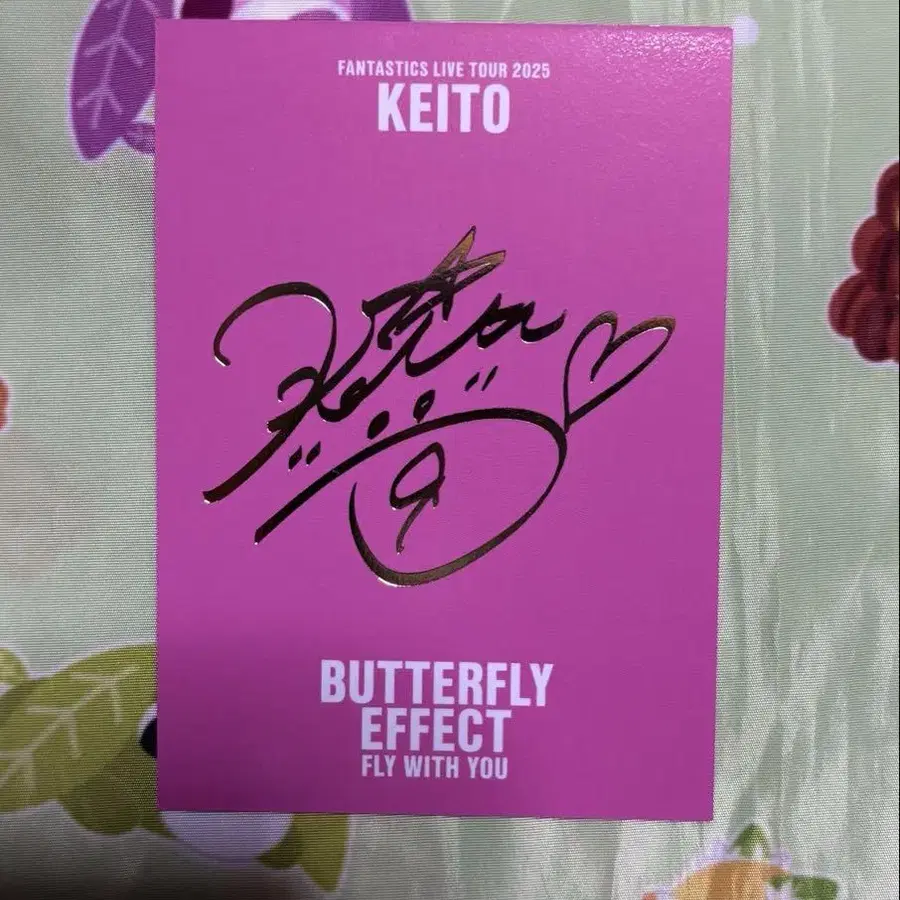 FANTASTICS LIVE TOUR 2025
KEITO
BUTTERFLY
EFFECT
FLY WITH YOU